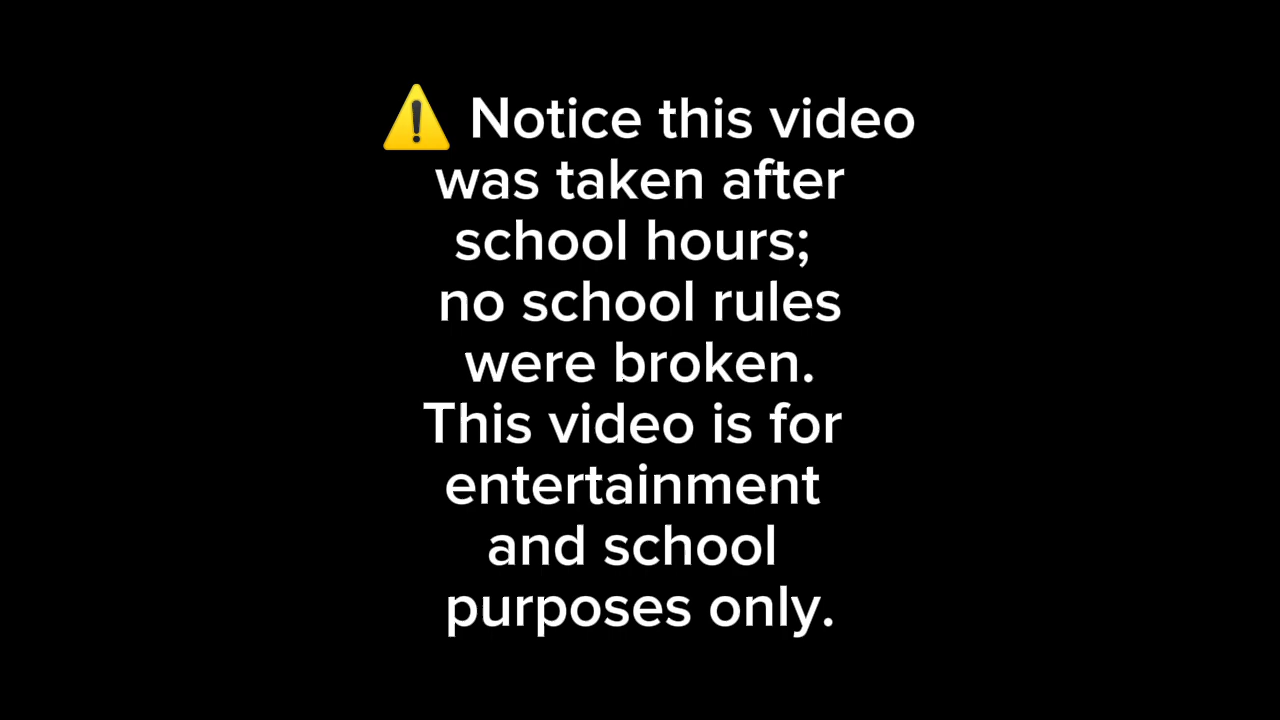 ⚠️ Notice this video
was taken after
school hours;
no school rules
were broken.
This video is for
entertainment
and school
purposes only.